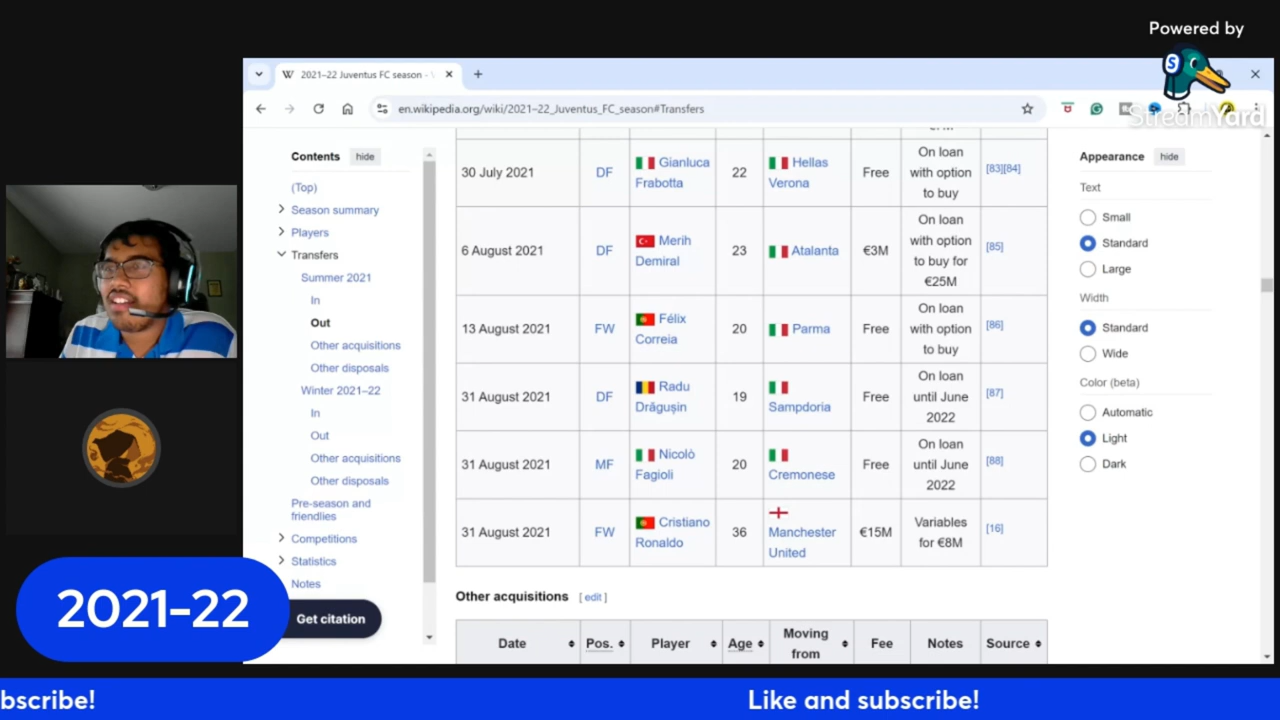 Powered by
StreamYard
2021–22 Juventus FC season -
en.wikipedia.org/wiki/2021–22_Juventus_FC_season#Transfers
Contents hide
(Top)
Season summary
Players
Transfers
Summer 2021
In
Out
Other acquisitions
Other disposals
Winter 2021–22
In
Out
Other acquisitions
Other disposals
Pre-season and
friendlies
Competitions
Statistics
Notes
Get citation
30 July 2021 DF Gianluca Frabotta 22 Hellas Verona Free On loan with option to buy [83][84]
6 August 2021 DF Merih Demiral 23 Atalanta €3M On loan with option to buy for €25M [85]
13 August 2021 FW Félix Correia 20 Parma Free On loan with option to buy [86]
31 August 2021 DF Radu Drăgușin 19 Sampdoria Free On loan until June 2022 [87]
31 August 2021 MF Nicolò Fagioli 20 Cremonese Free On loan until June 2022 [88]
31 August 2021 FW Cristiano Ronaldo 36 Manchester United €15M Variables for €8M [16]
Other acquisitions [ edit ]
Date Pos. Player Age Moving from Fee Notes Source
Appearance hide
Text
Small
Standard
Large
Width
Standard
Wide
Color (beta)
Automatic
Light
Dark
2021-22
bscribe! Like and subscribe!